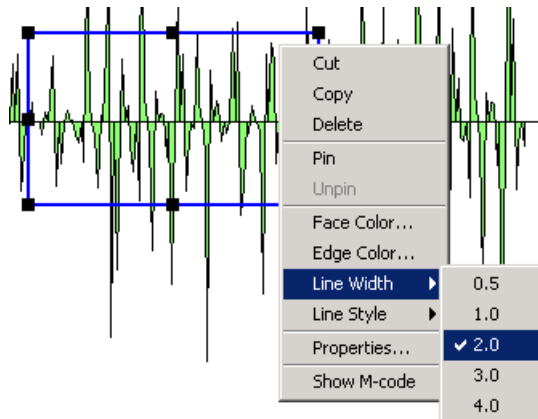 Cut
Copy
Delete
Pin
Unpin
Face Color...
Edge Color...
Line Width
Line Style
Properties...
Show M-code
0.5
1.0
2.0
3.0
4.0